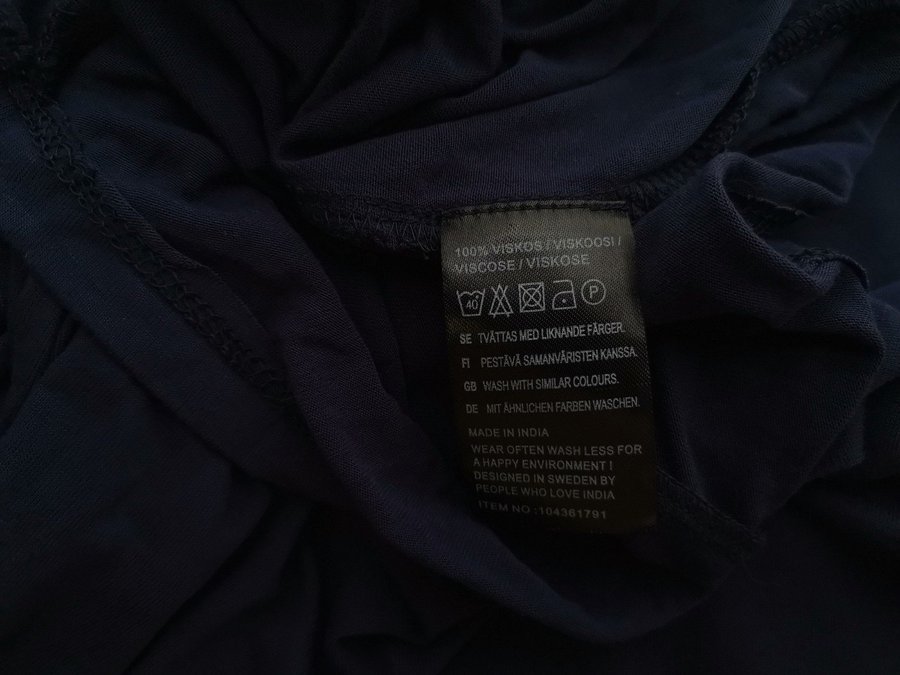 100% VISKOS / VISKOOSI /
VISCOSE / VISKOSE
40 P
SE TVÄTTAS MED LIKNANDE FÄRGER.
FI PESTÄVÄ SAMANVÄRISTEN KANSSA.
GB WASH WITH SIMILAR COLOURS.
DE MIT ÄHNLICHEN FARBEN WASCHEN.
MADE IN INDIA
WEAR OFTEN WASH LESS FOR
A HAPPY ENVIRONMENT !
DESIGNED IN SWEDEN BY
PEOPLE WHO LOVE INDIA
ITEM NO :104361791